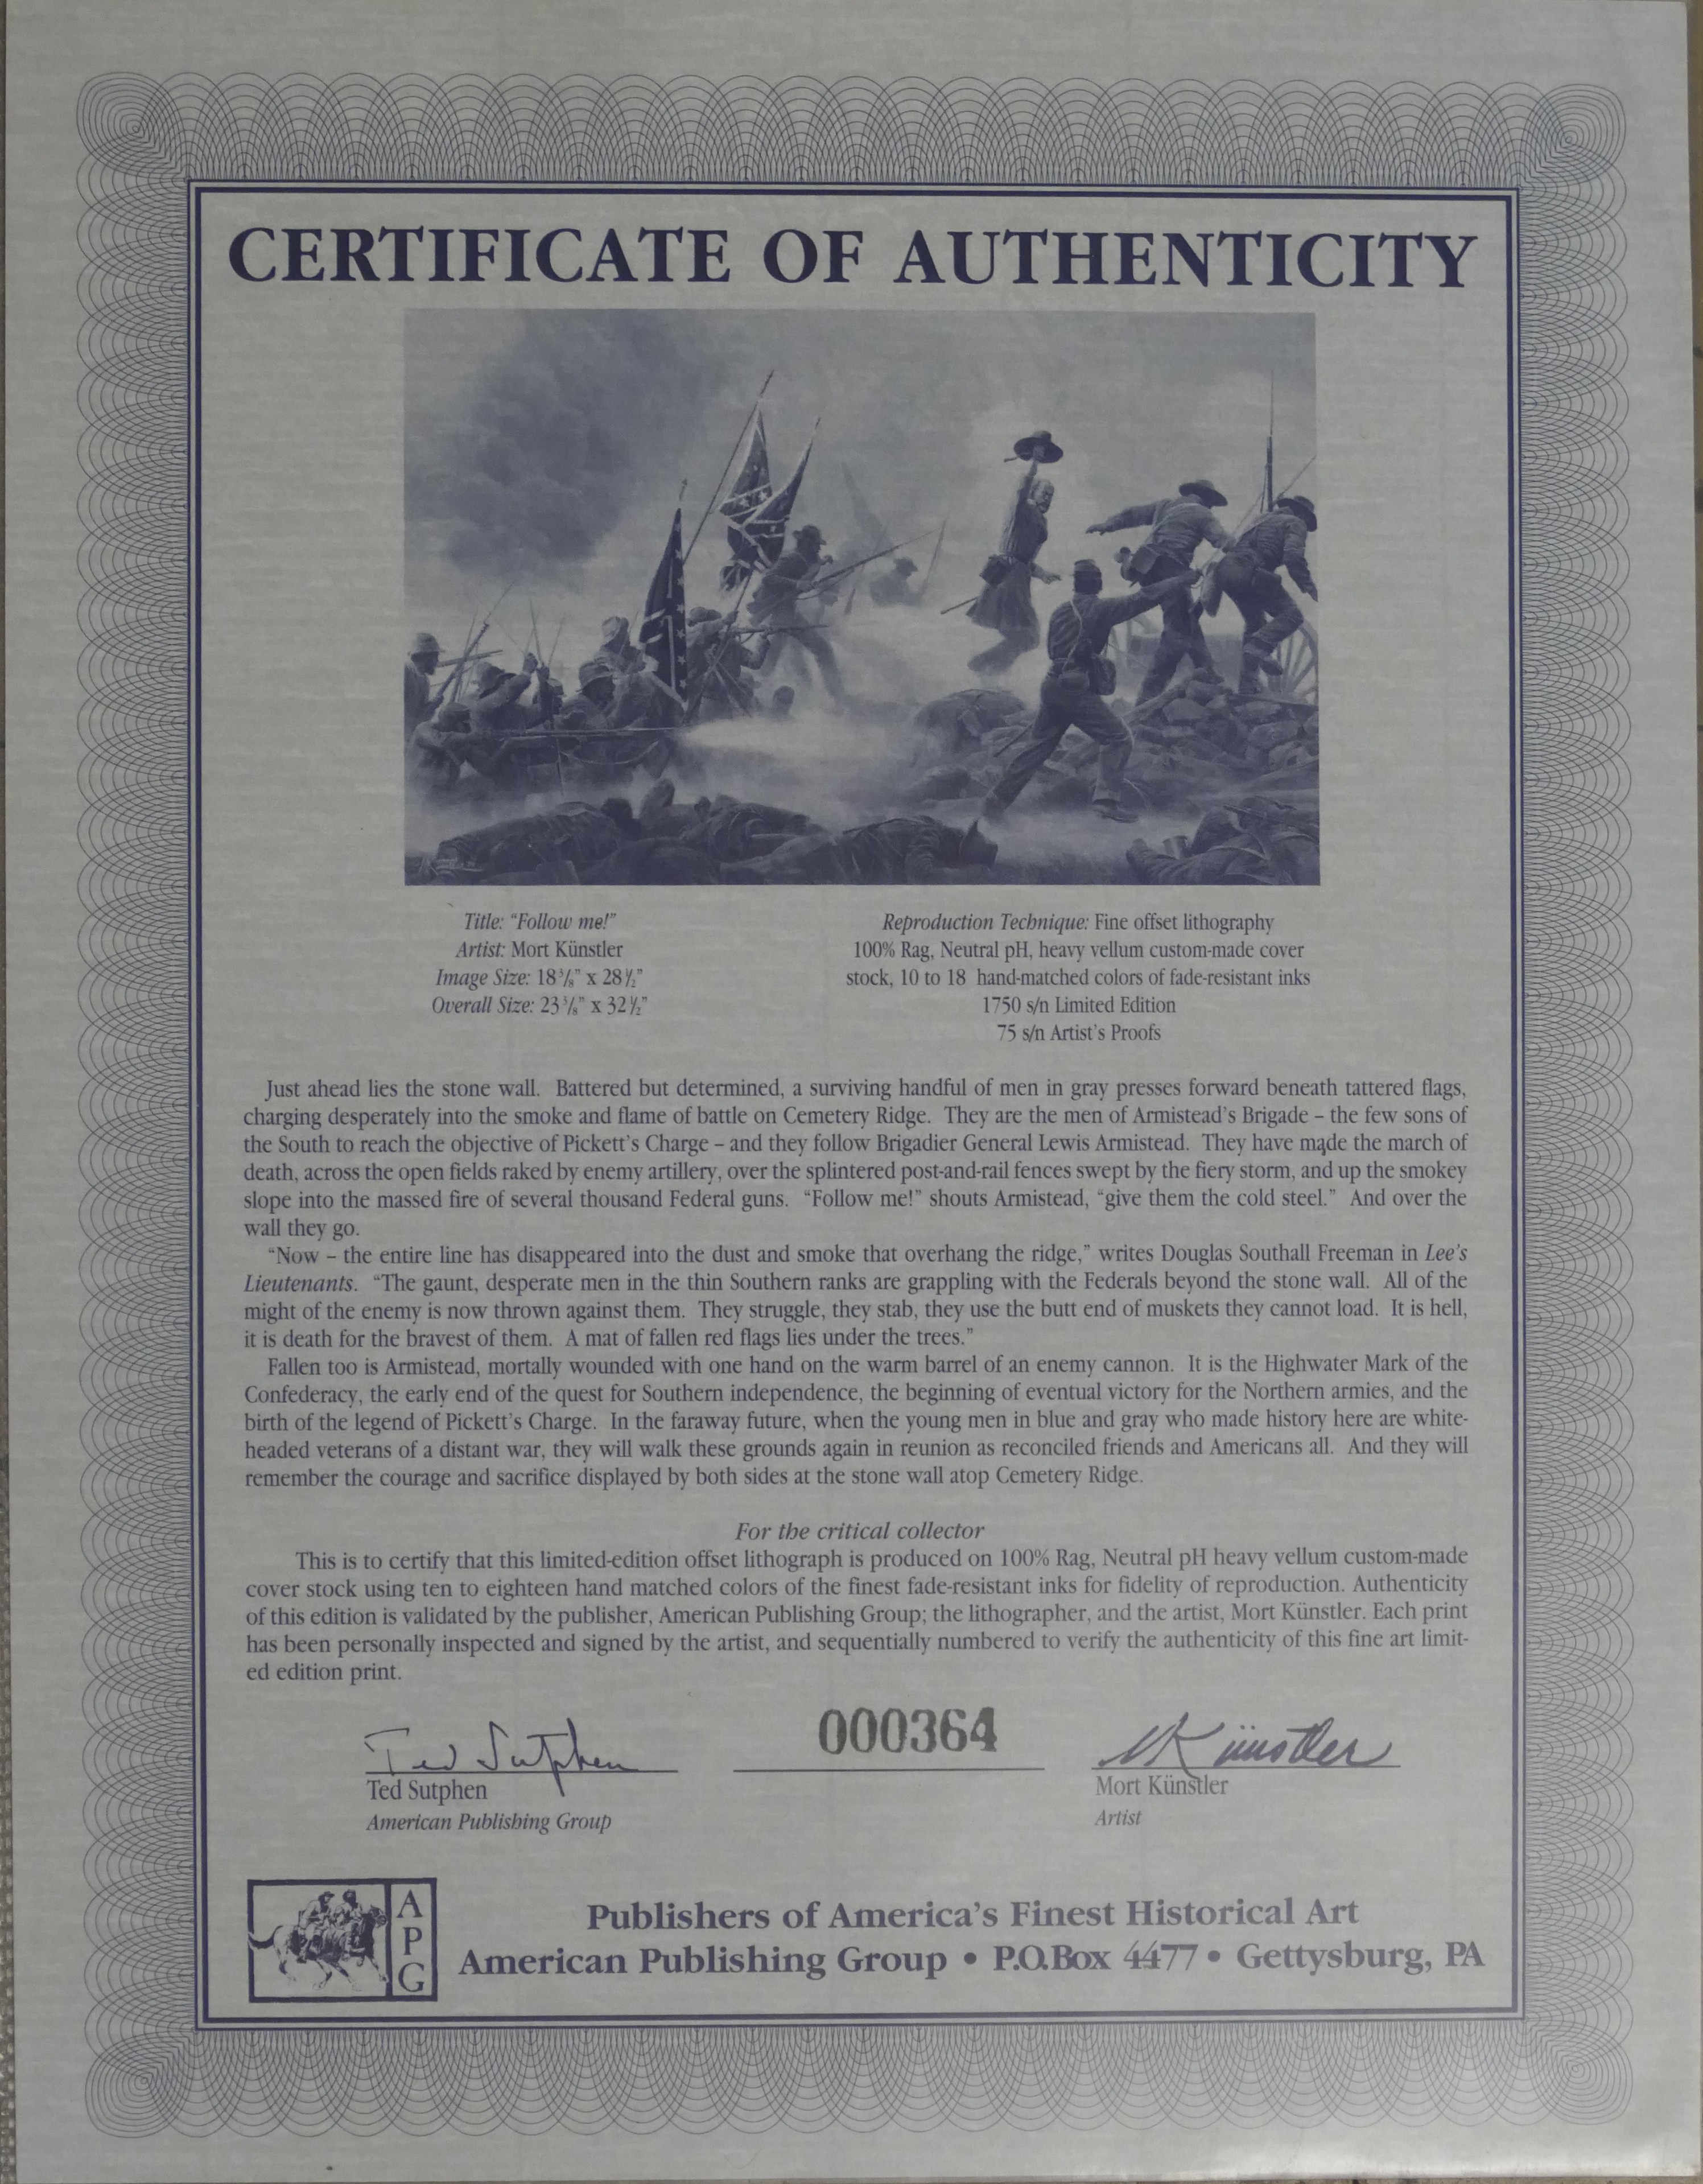 CERTIFICATE OF AUTHENTICITY
Title: “Follow me!”
Artist: Mort Künstler
Image Size: 18⅜” x 28½”
Overall Size: 23⅜” x 32½”
Reproduction Technique: Fine offset lithography
100% Rag, Neutral pH, heavy vellum custom-made cover
stock, 10 to 18 hand-matched colors of fade-resistant inks
1750 s/n Limited Edition
75 s/n Artist’s Proofs
Just ahead lies the stone wall. Battered but determined, a surviving handful of men in gray presses forward beneath tattered flags,
charging desperately into the smoke and flame of battle on Cemetery Ridge. They are the men of Armistead’s Brigade – the few sons of
the South to reach the objective of Pickett’s Charge – and they follow Brigadier General Lewis Armistead. They have made the march of
death, across the open fields raked by enemy artillery, over the splintered post-and-rail fences swept by the fiery storm, and up the smokey
slope into the massed fire of several thousand Federal guns. “Follow me!” shouts Armistead, “give them the cold steel.” And over the
wall they go.
“Now – the entire line has disappeared into the dust and smoke that overhang the ridge,” writes Douglas Southall Freeman in Lee’s
Lieutenants. “The gaunt, desperate men in the thin Southern ranks are grappling with the Federals beyond the stone wall. All of the
might of the enemy is now thrown against them. They struggle, they stab, they use the butt end of muskets they cannot load. It is hell,
it is death for the bravest of them. A mat of fallen red flags lies under the trees.”
Fallen too is Armistead, mortally wounded with one hand on the warm barrel of an enemy cannon. It is the Highwater Mark of the
Confederacy, the early end of the quest for Southern independence, the beginning of eventual victory for the Northern armies, and the
birth of the legend of Pickett’s Charge. In the faraway future, when the young men in blue and gray who made history here are white-
headed veterans of a distant war, they will walk these grounds again in reunion as reconciled friends and Americans all. And they will
remember the courage and sacrifice displayed by both sides at the stone wall atop Cemetery Ridge.
For the critical collector
This is to certify that this limited-edition offset lithograph is produced on 100% Rag, Neutral pH heavy vellum custom-made
cover stock using ten to eighteen hand matched colors of the finest fade-resistant inks for fidelity of reproduction. Authenticity
of this edition is validated by the publisher, American Publishing Group; the lithographer, and the artist, Mort Künstler. Each print
has been personally inspected and signed by the artist, and sequentially numbered to verify the authenticity of this fine art limit-
ed edition print.
Ted Sutphen
000364
MKünstler
Ted Sutphen
American Publishing Group
Mort Künstler
Artist
APG
Publishers of America’s Finest Historical Art
American Publishing Group • P.O.Box 4477 • Gettysburg, PA